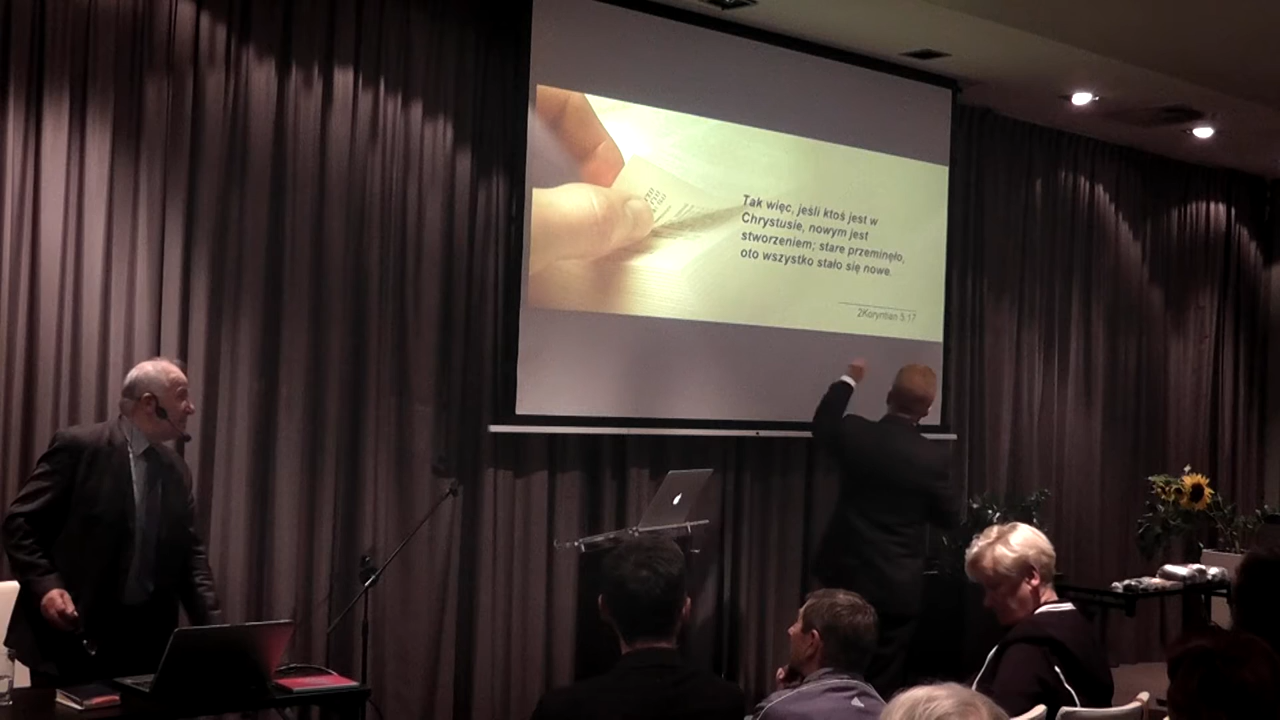 Tak więc, jeśli ktoś jest w
Chrystusie, nowym jest
stworzeniem; stare przeminęło,
oto wszystko stało się nowe.
2Koryntian 5:17